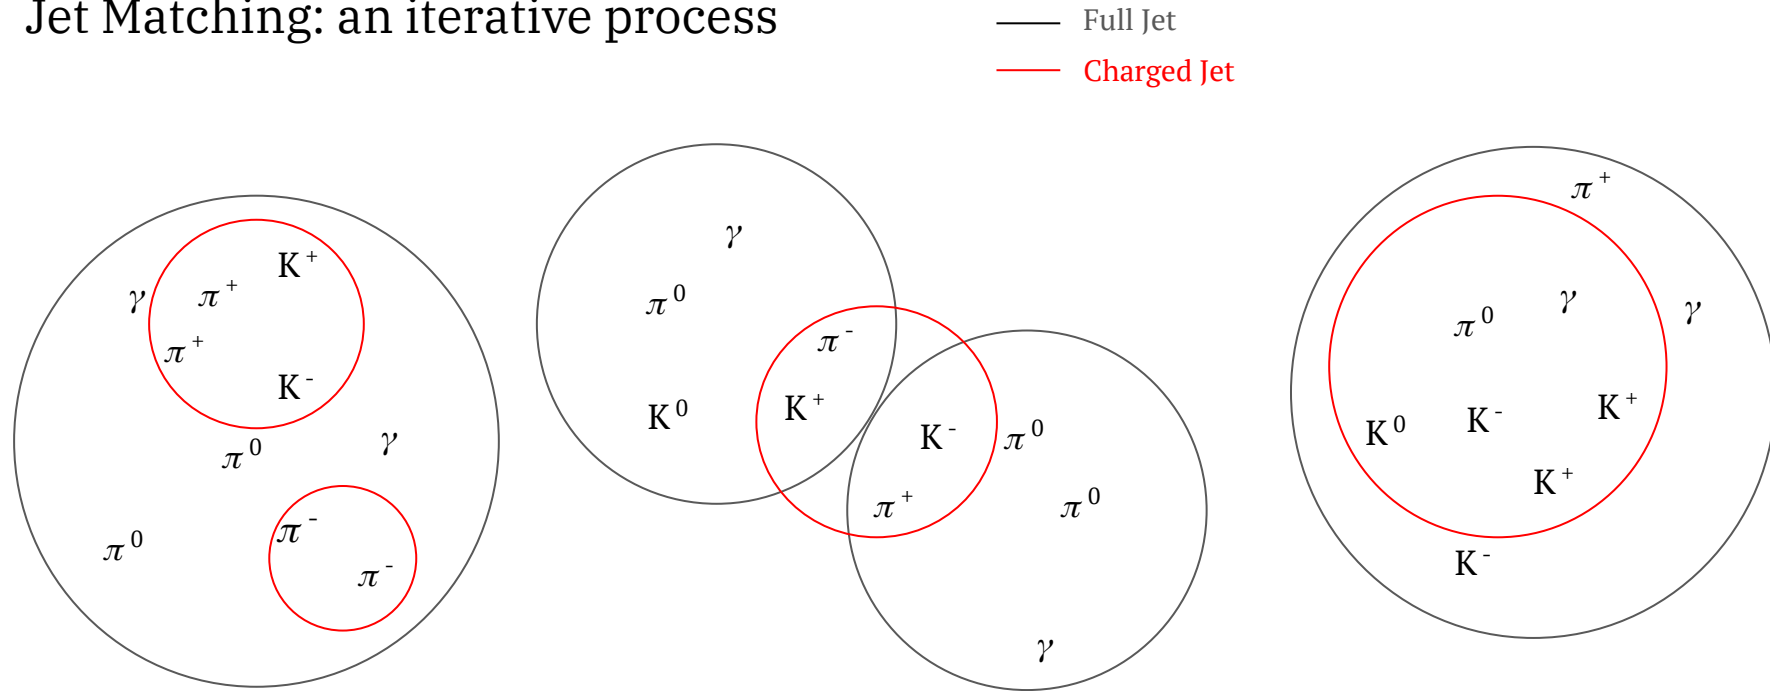 Jet Matching: an iterative process
Full Jet
Charged Jet
K⁺
γ
π⁺
π⁺
K⁻
π⁰
γ
π⁰
π⁻
π⁻
γ
π⁰
π⁻
K⁰
K⁺
K⁻
π⁰
π⁺
π⁰
γ
π⁺
γ
γ
π⁰
K⁰
K⁻
K⁺
K⁺
K⁻